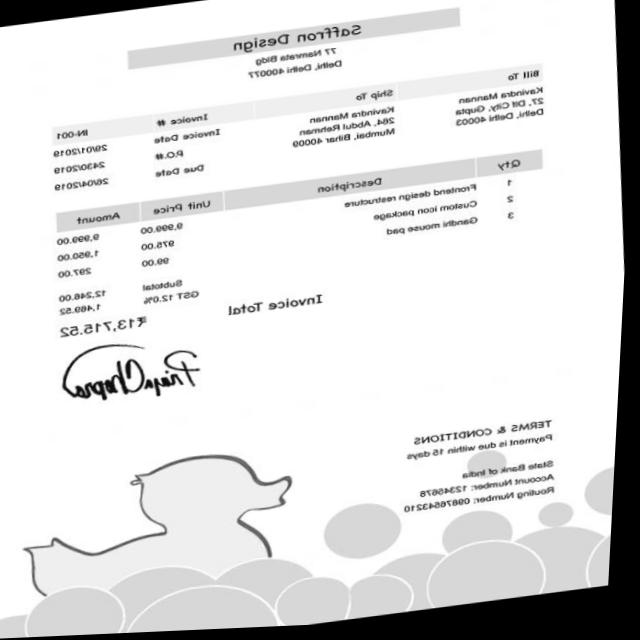 Saffron Design
77 Namrata Bldg
Delhi, Delhi 400077
Bill To
Kavindra Mannan
27, Dlf City, Gupta
Delhi, Delhi 40003
Ship To
Kavindra Mannan
264, Abdul Rehman
Mumbai, Bihar 40009
Invoice # IN-001
Invoice Date 29/01/2019
P.O.# 2430/2019
Due Date 26/04/2019
Qty Description Unit Price Amount
1 Frontend design restructure 9,999.00 9,999.00
2 Custom icon package 975.00 1,950.00
3 Gandhi mouse pad 99.00 297.00
Subtotal 12,246.00
GST 12.0% 1,469.52
Invoice Total ₹13,715.52
Priya Chopra
TERMS & CONDITIONS
Payment is due within 15 days
State Bank of India
Account Number: 12345678
Routing Number: 09876543210